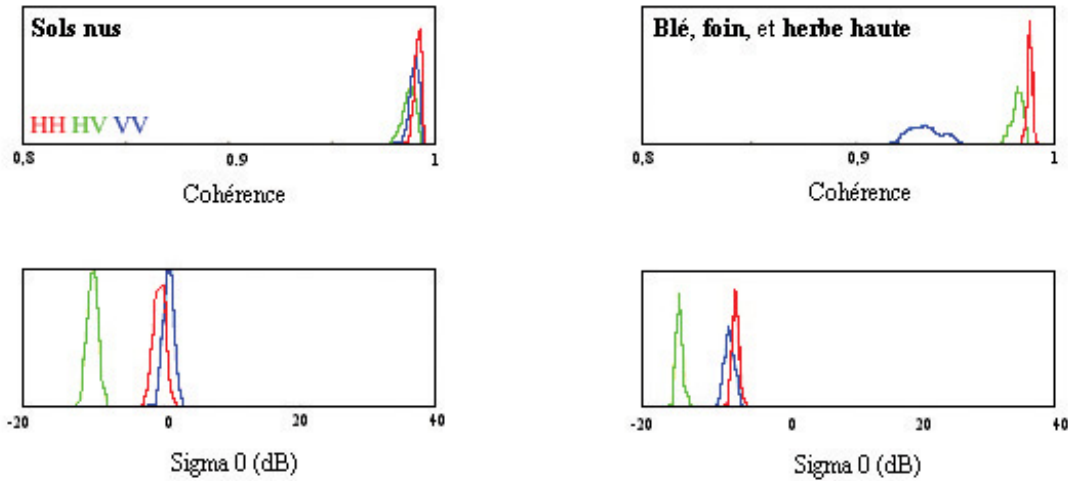 Sols nus
HH HV VV
0,8 0.9 1
Cohérence
Blé, foin, et herbe haute
0,8 0,9 1
Cohérence
-20 0 20 40
Sigma 0 (dB)
-20 0 20 40
Sigma 0 (dB)